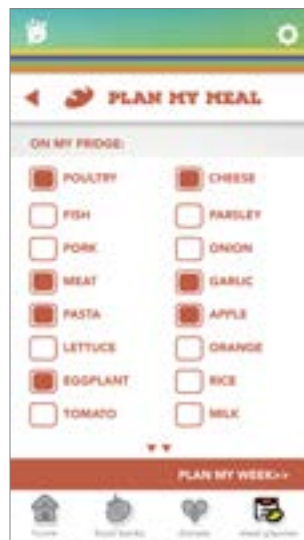 PLAN MY MEAL
ON MY FRIDGE:
POULTRY CHEESE
FISH PARSLEY
PORK ONION
MEAT GARLIC
PASTA APPLE
LETTUCE ORANGE
EGGPLANT RICE
TOMATO MILK
PLAN MY WEEK>>
home